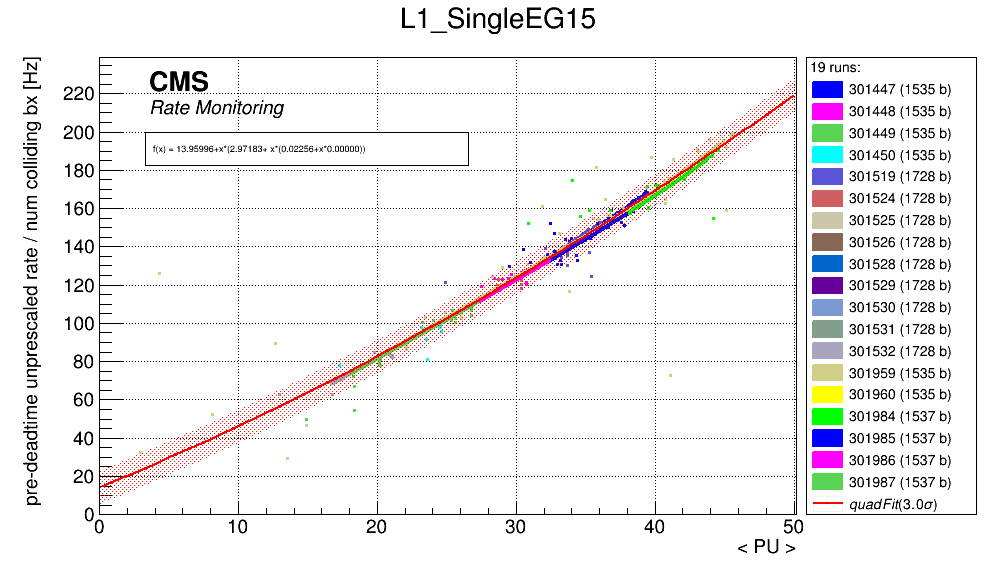 L1_SingleEG15
pre-deadtime unprescaled rate / num colliding bx [Hz]
CMS
Rate Monitoring
f(x) = 13.95996+x*(2.97183+ x*(0.02256+x*0.00000))
220
200
180
160
140
120
100
80
60
40
20
0
0 10 20 30 40 50
< PU >
19 runs:
301447 (1535 b)
301448 (1535 b)
301449 (1535 b)
301450 (1535 b)
301519 (1728 b)
301524 (1728 b)
301525 (1728 b)
301526 (1728 b)
301528 (1728 b)
301529 (1728 b)
301530 (1728 b)
301531 (1728 b)
301532 (1728 b)
301959 (1535 b)
301960 (1535 b)
301984 (1537 b)
301985 (1537 b)
301986 (1537 b)
301987 (1537 b)
quadFit(3.0σ)